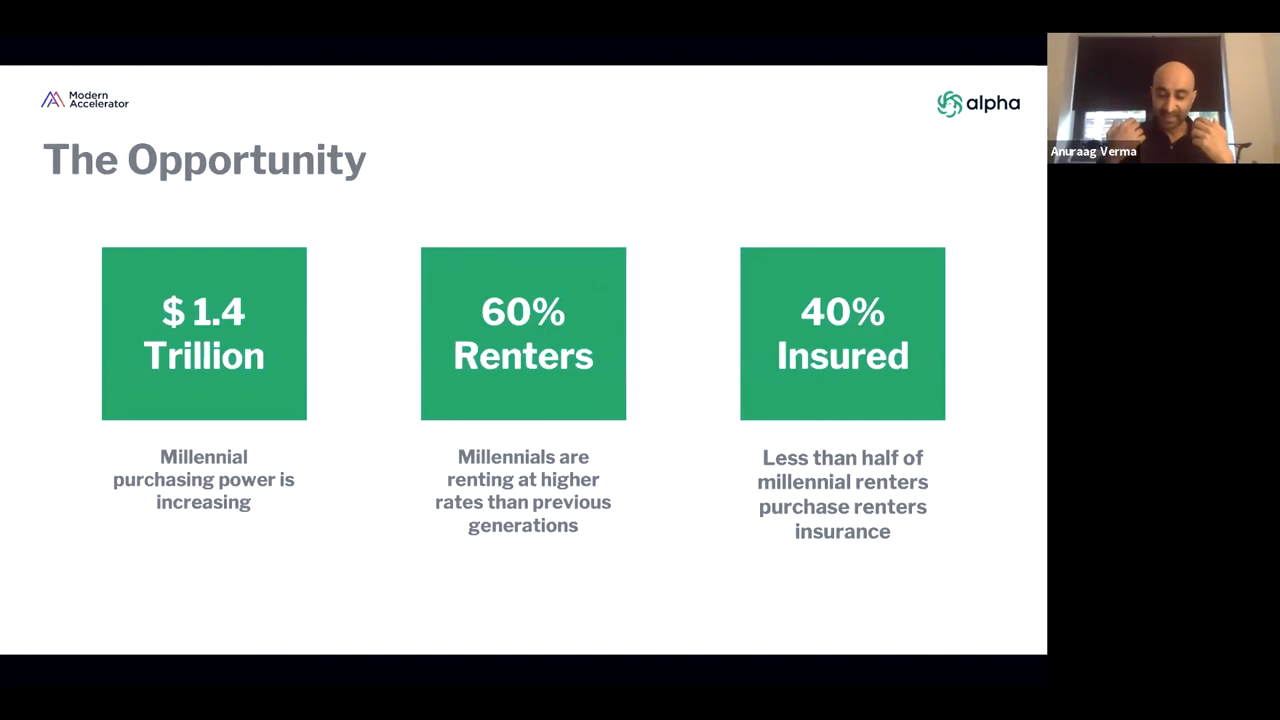 Modern
Accelerator
alpha
The Opportunity
$ 1.4
Trillion
Millennial
purchasing power is
increasing
60%
Renters
Millennials are
renting at higher
rates than previous
generations
40%
Insured
Less than half of
millennial renters
purchase renters
insurance
Anuraag Verma